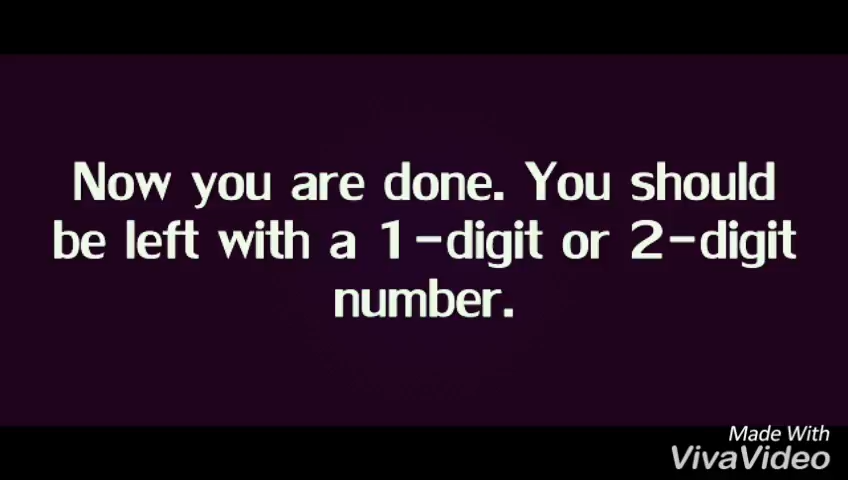 Now you are done. You should
be left with a 1-digit or 2-digit
number.
Made With
VivaVideo